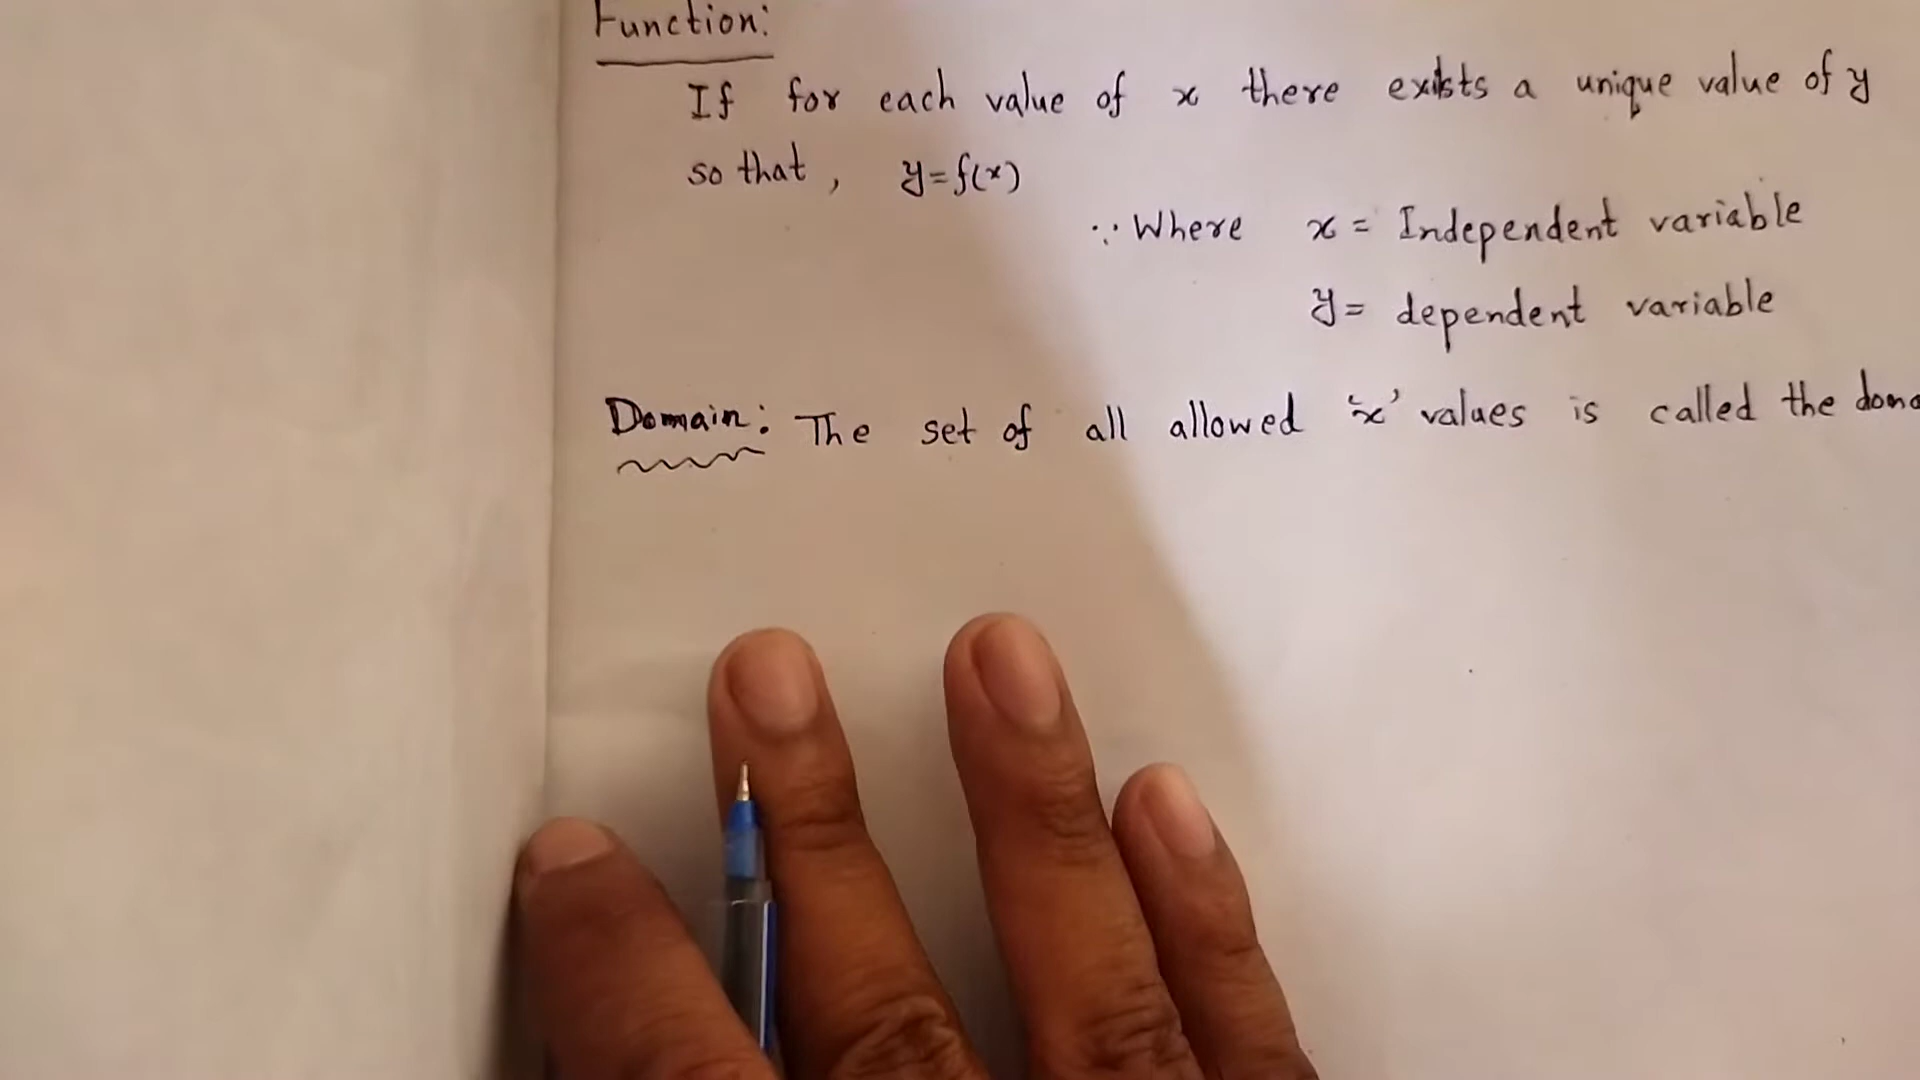 Function:
If for each value of x there exists a unique value of y
so that , y=f(x)
∵ Where x = Independent variable
y = dependent variable
Domain: The set of all allowed 'x' values is called the